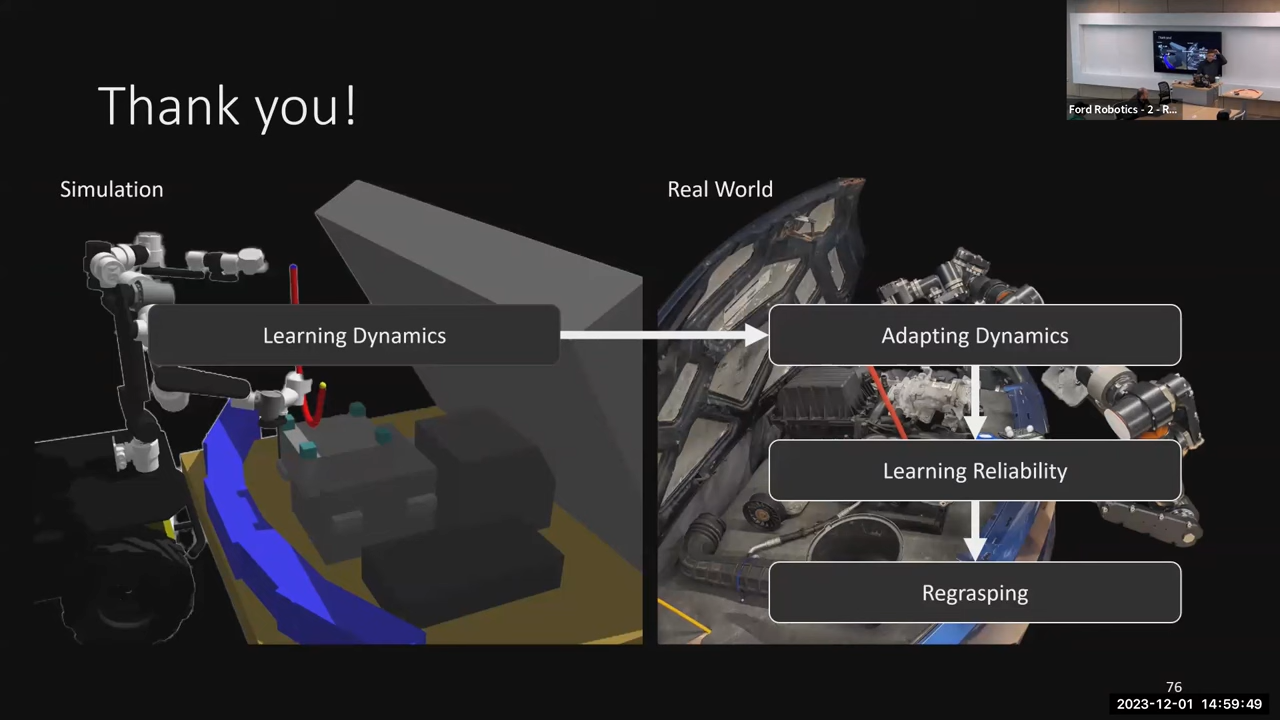 Thank you!
Ford Robotics - 2 - R...
Simulation
Real World
Learning Dynamics
Adapting Dynamics
Learning Reliability
Regrasping
76
2023-12-01 14:59:49